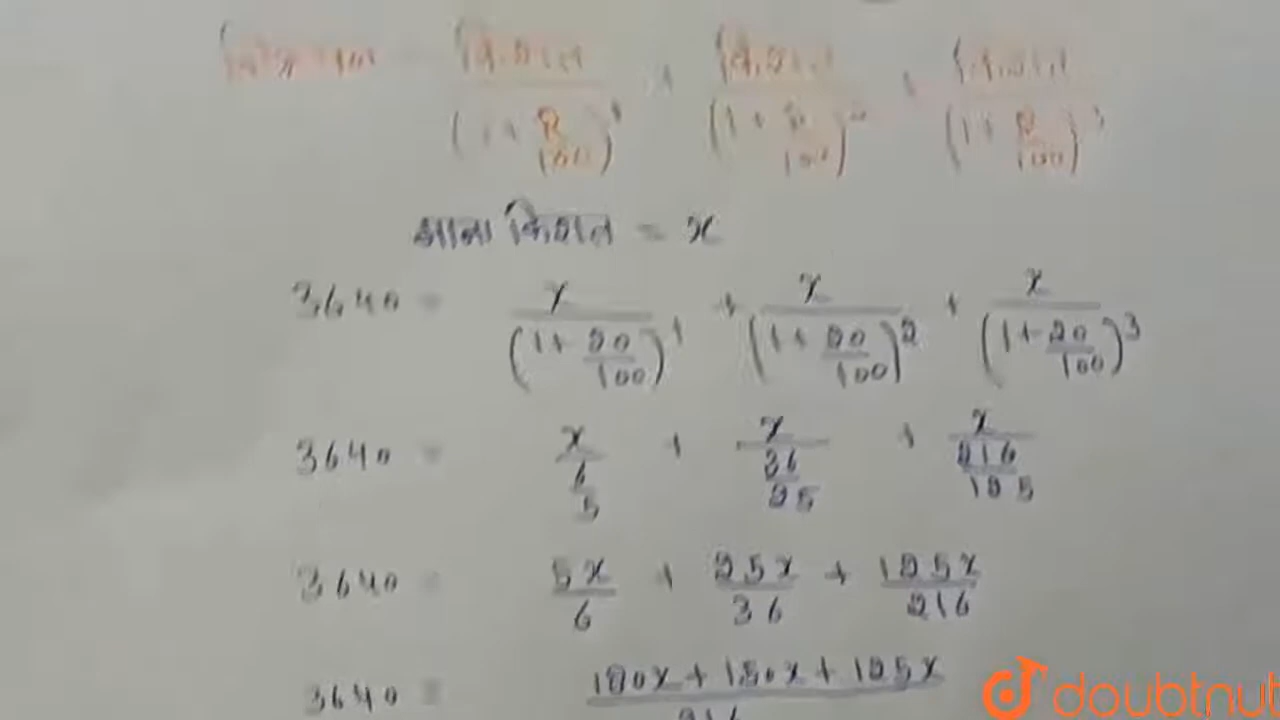 (1 + R/100)^1 + (1 + R/100)^2 + (1 + R/100)^3
माना किश्त = x
3640 = x/(1+20/100)^1 + x/(1+20/100)^2 + x/(1+20/100)^3
3640 = x/(6/5) + x/(36/25) + x/(216/125)
3640 = 5x/6 + 25x/36 + 125x/216
3640 = 180x + 150x + 125x/216
doubtnut